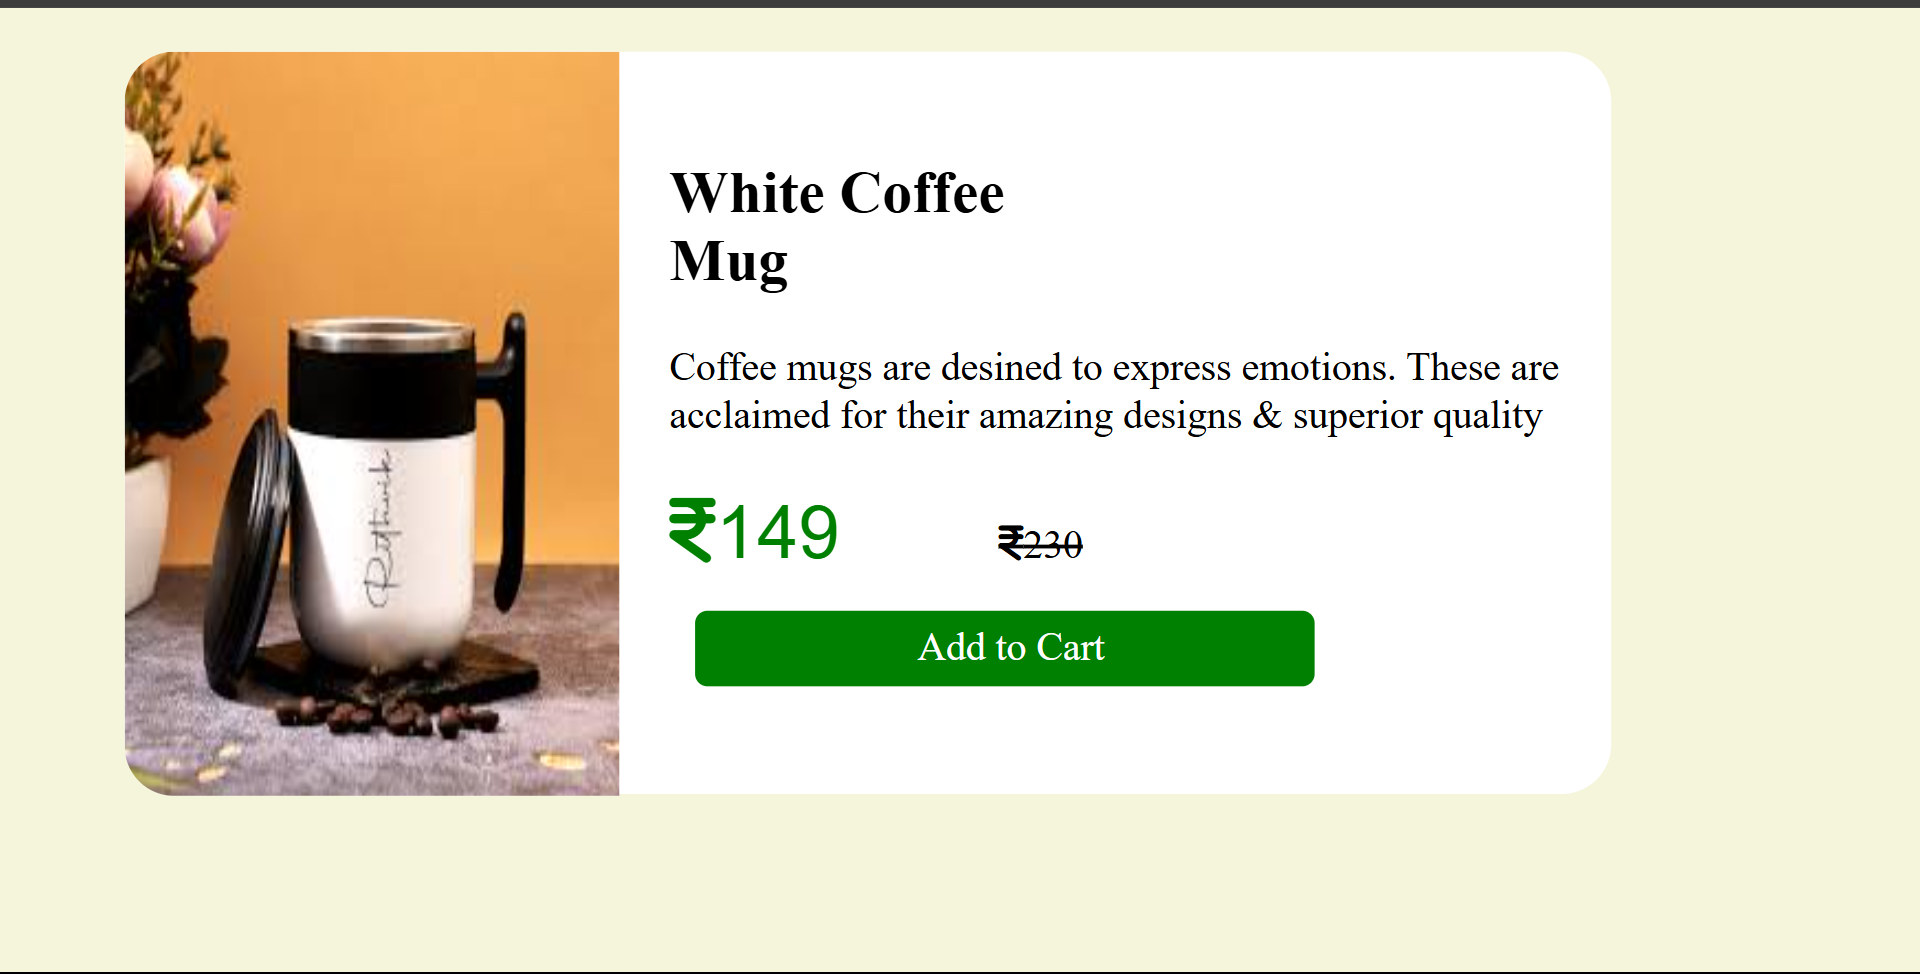 White Coffee
Mug
Coffee mugs are desined to express emotions. These are
acclaimed for their amazing designs & superior quality
₹149
₹230
Add to Cart
Rithwik